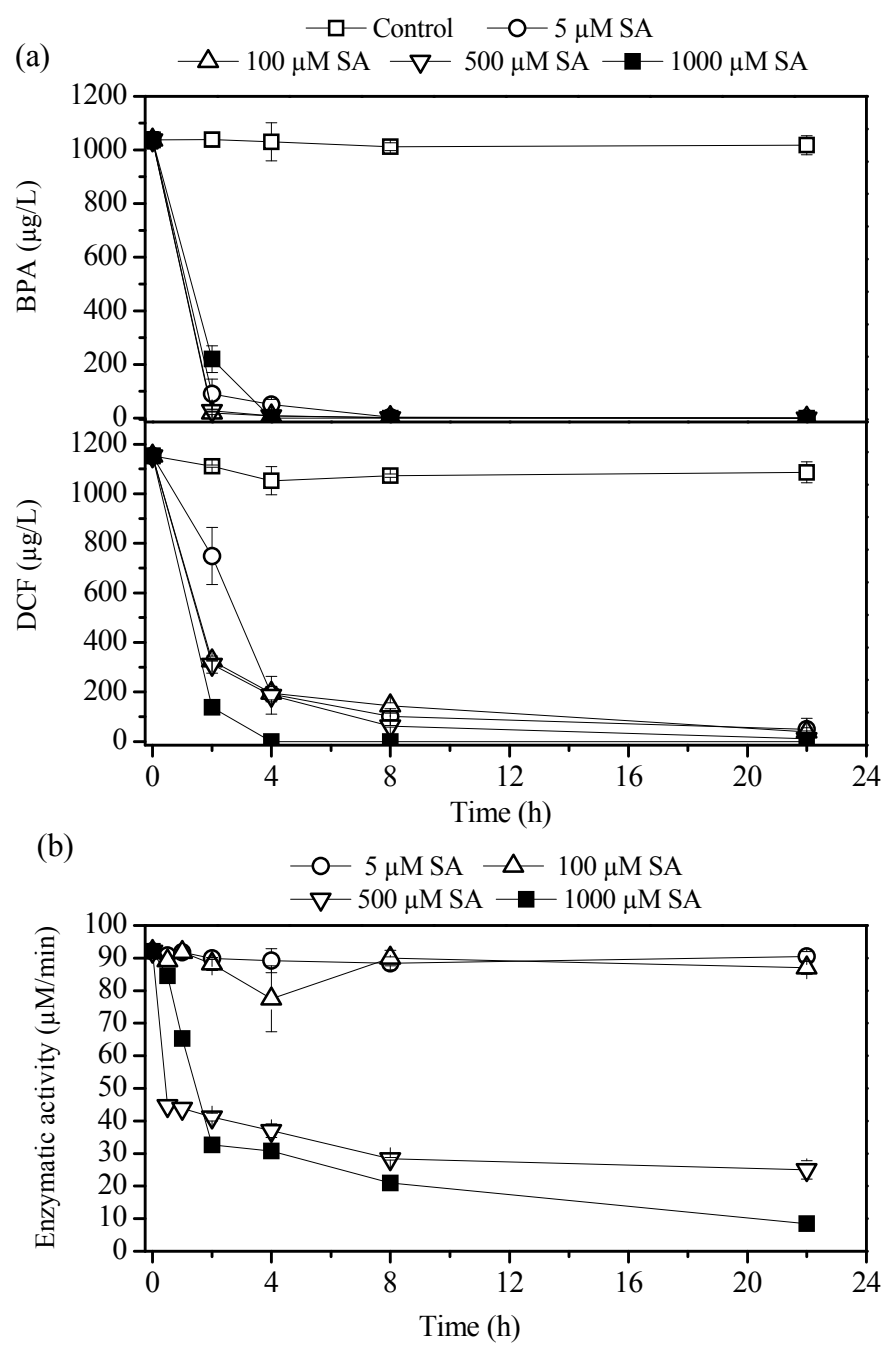 Control 5 µM SA
(a)
100 µM SA 500 µM SA 1000 µM SA
1200
1000
800
600
400
200
0
BPA (µg/L)
1200
1000
800
600
400
200
0
DCF (µg/L)
0 4 8 12 16 20 24
Time (h)
(b)
5 µM SA 100 µM SA
500 µM SA 1000 µM SA
100
90
80
70
60
50
40
30
20
10
0
Enzymatic activity (µM/min)
0 4 8 12 16 20 24
Time (h)